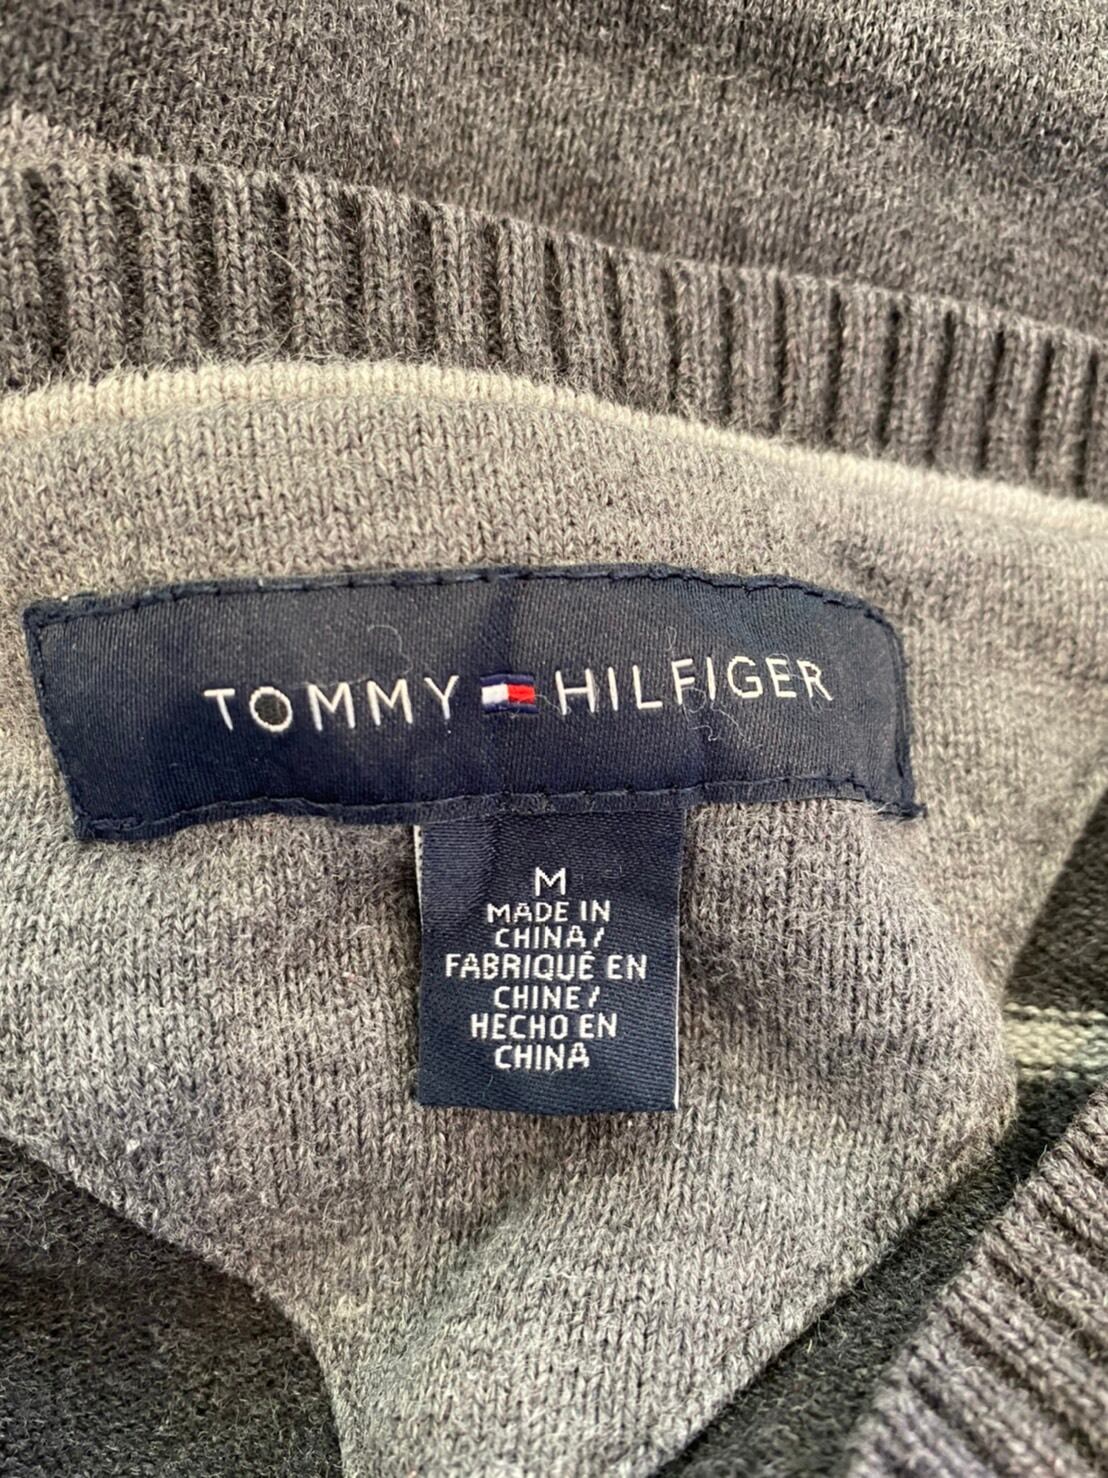 TOMMY HILFIGER
M
MADE IN
CHINA/
FABRIQUÉ EN
CHINE/
HECHO EN
CHINA